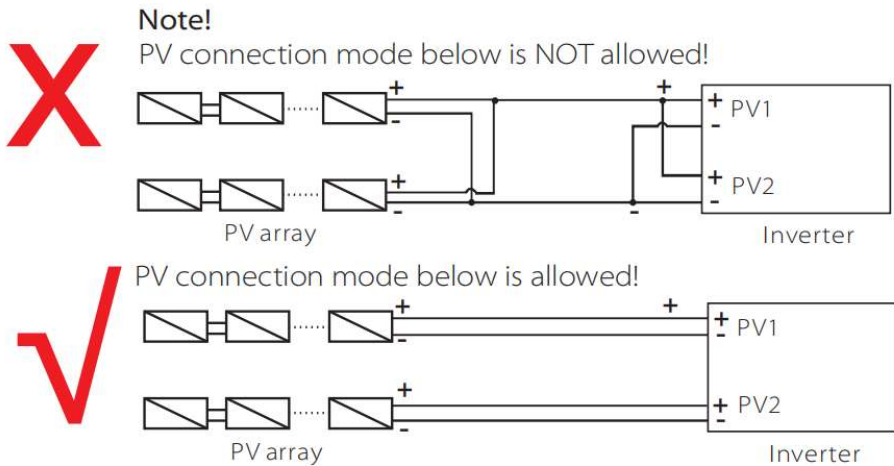 Note!
PV connection mode below is NOT allowed!
+ + + PV1
- -
+ + PV2
- - -
PV array Inverter
PV connection mode below is allowed!
+ + + PV1
- -
+ + PV2
- -
PV array Inverter